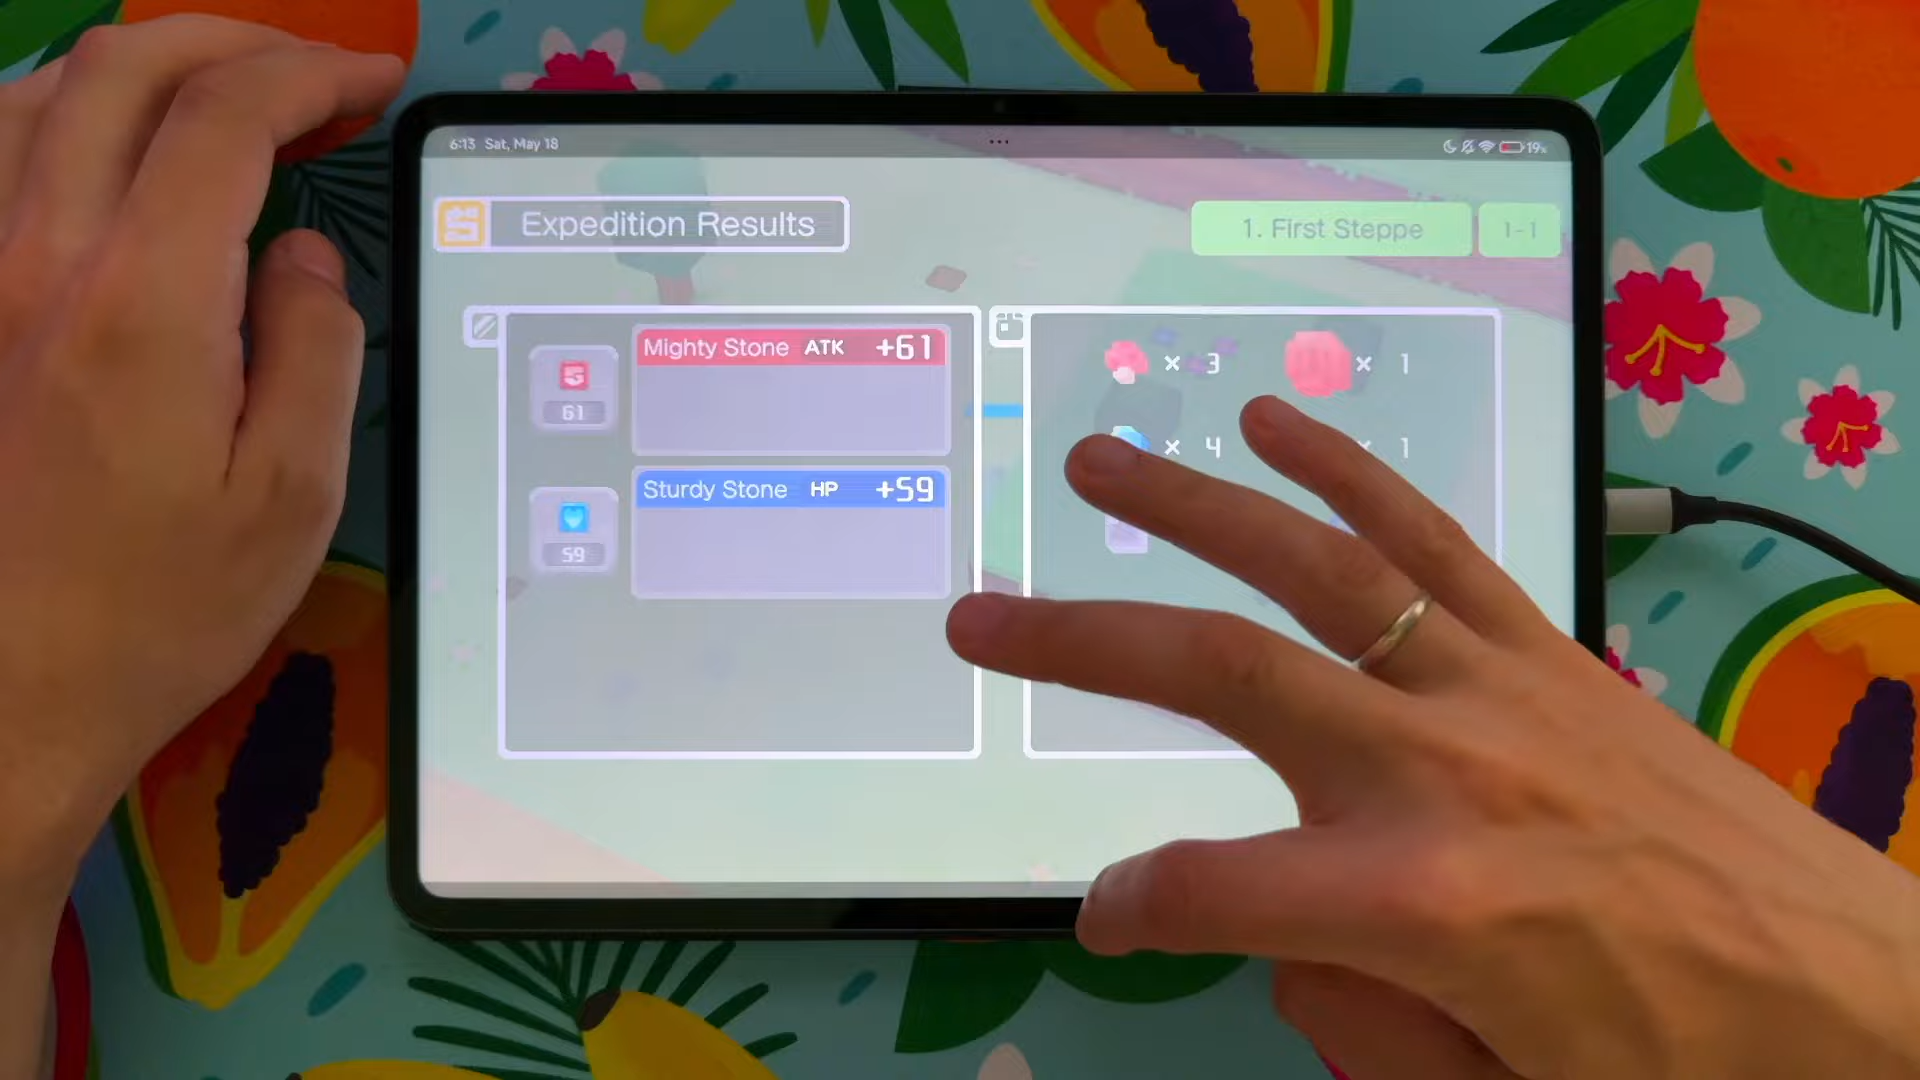 6:13 Sat, May 18
19%
Expedition Results
1. First Steppe
1-1
Mighty Stone ATK +61
61
× 3
× 1
Sturdy Stone HP +59
59
× 4
× 1